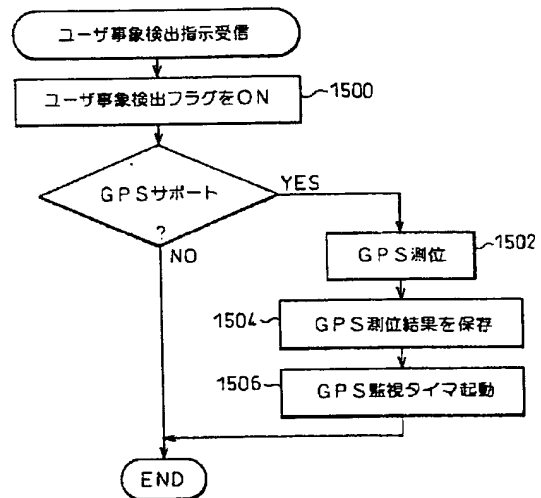 ユーザ事象検出指示受信
ユーザ事象検出フラグをON
1500
GPSサポート
?
YES
NO
GPS測位
1502
1504
GPS測位結果を保存
1506
GPS監視タイマ起動
END